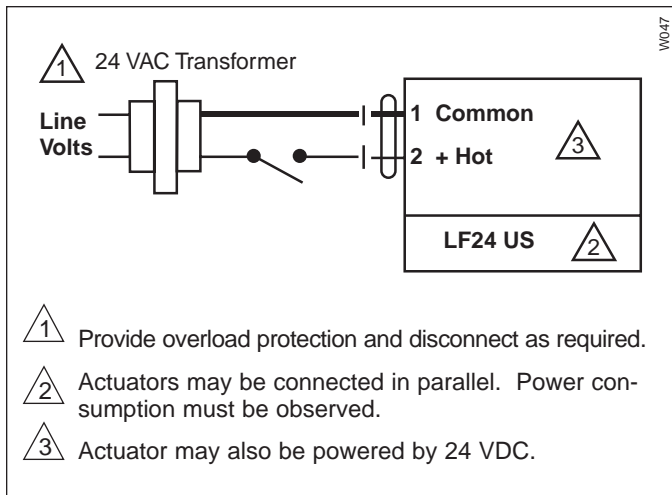 W047
1 24 VAC Transformer
Line
Volts
1 Common
2 + Hot
3
LF24 US 2
1 Provide overload protection and disconnect as required.
2 Actuators may be connected in parallel. Power con-
sumption must be observed.
3 Actuator may also be powered by 24 VDC.